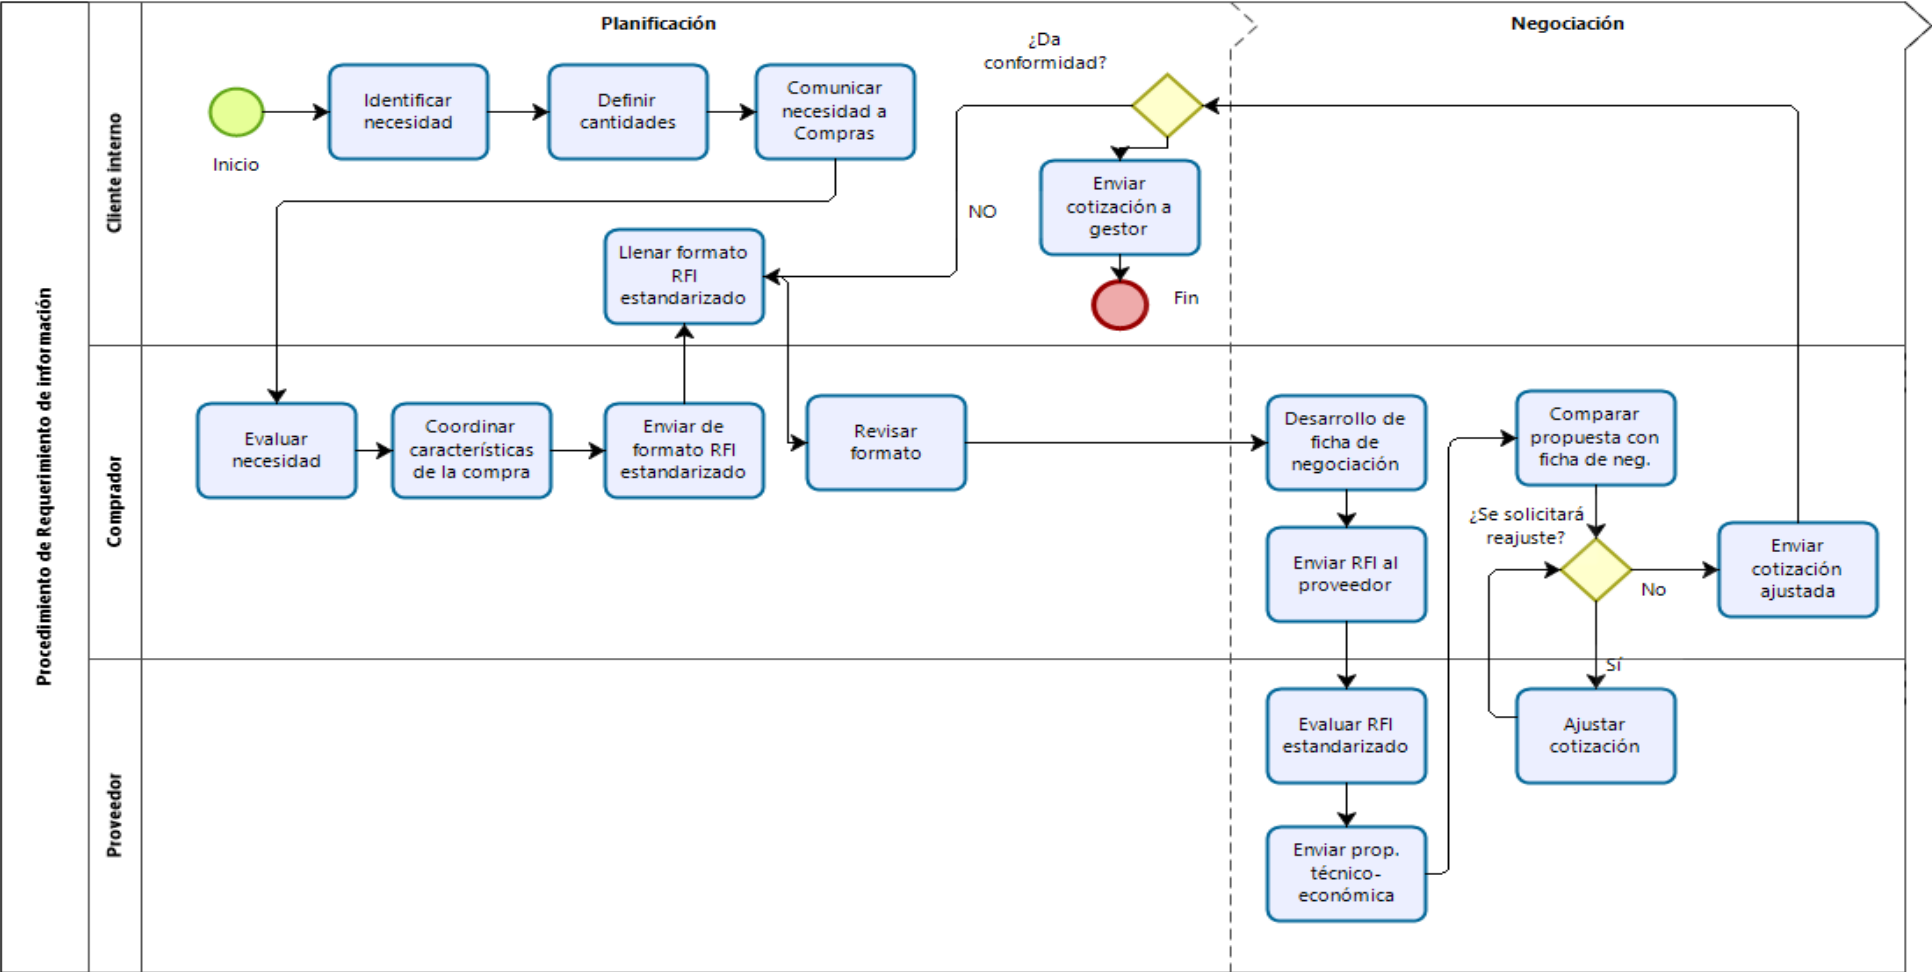 Procedimiento de Requerimiento de información
Planificación
Negociación
Cliente interno
Inicio
Identificar
necesidad
Definir
cantidades
Comunicar
necesidad a
Compras
¿Da
conformidad?
NO
Enviar
cotización a
gestor
Fin
Llenar formato
RFI
estandarizado
Comprador
Evaluar
necesidad
Coordinar
características
de la compra
Enviar de
formato RFI
estandarizado
Revisar
formato
Desarrollo de
ficha de
negociación
Enviar RFI al
proveedor
Comparar
propuesta con
ficha de neg.
¿Se solicitará
reajuste?
No
Enviar
cotización
ajustada
Sí
Proveedor
Evaluar RFI
estandarizado
Ajustar
cotización
Enviar prop.
técnico-
económica